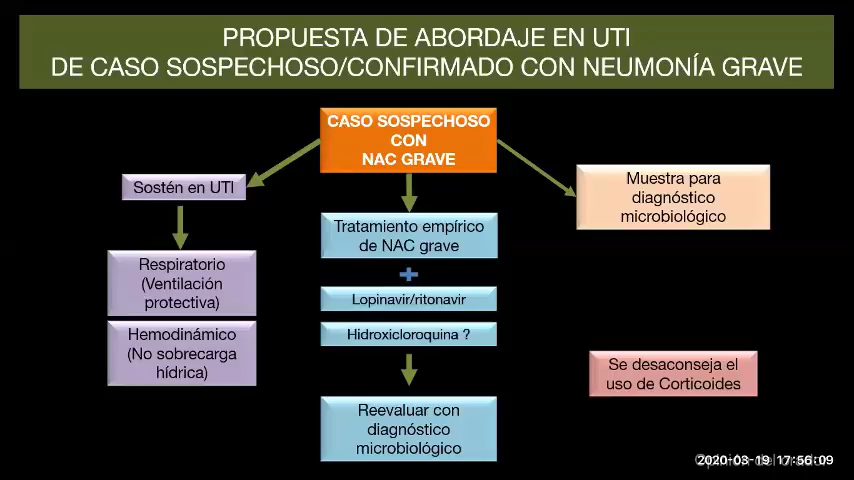 PROPUESTA DE ABORDAJE EN UTI
DE CASO SOSPECHOSO/CONFIRMADO CON NEUMONÍA GRAVE
CASO SOSPECHOSO
CON
NAC GRAVE
Sostén en UTI
Respiratorio
(Ventilación
protectiva)
Hemodinámico
(No sobrecarga
hídrica)
Tratamiento empírico
de NAC grave
+
Lopinavir/ritonavir
Hidroxicloroquina ?
Reevaluar con
diagnóstico
microbiológico
Muestra para
diagnóstico
microbiológico
Se desaconseja el
uso de Corticoides
2020-03-19 17:56:09